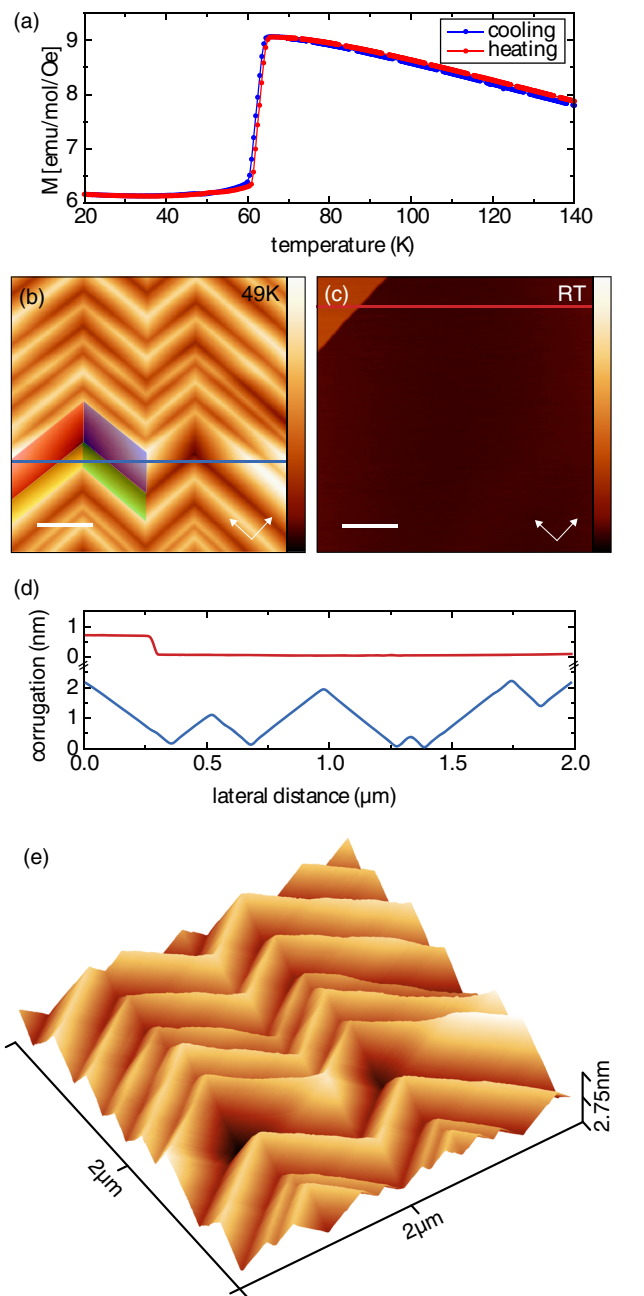 (a)
cooling
heating
9
8
7
6
M [emu/mol/Oe]
20 40 60 80 100 120 140
temperature (K)
(b) 49K
(c) RT
(d)
1
0
2
1
0
corrugation (nm)
0.0 0.5 1.0 1.5 2.0
lateral distance (µm)
(e)
2.75nm
2µm
2µm